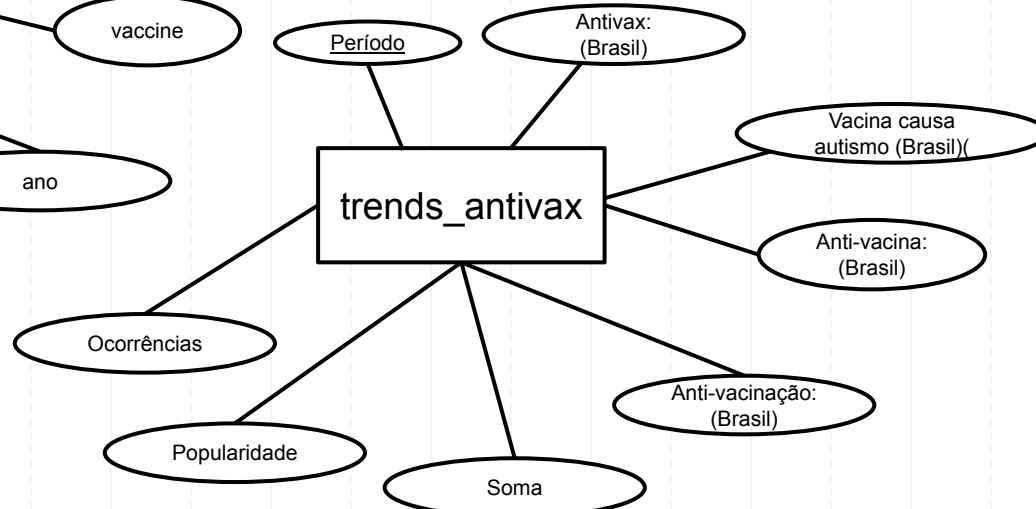 vaccine
Período
Antivax:
(Brasil)
Vacina causa
autismo (Brasil)(
ano
trends_antivax
Anti-vacina:
(Brasil)
Ocorrências
Anti-vacinação:
(Brasil)
Popularidade
Soma